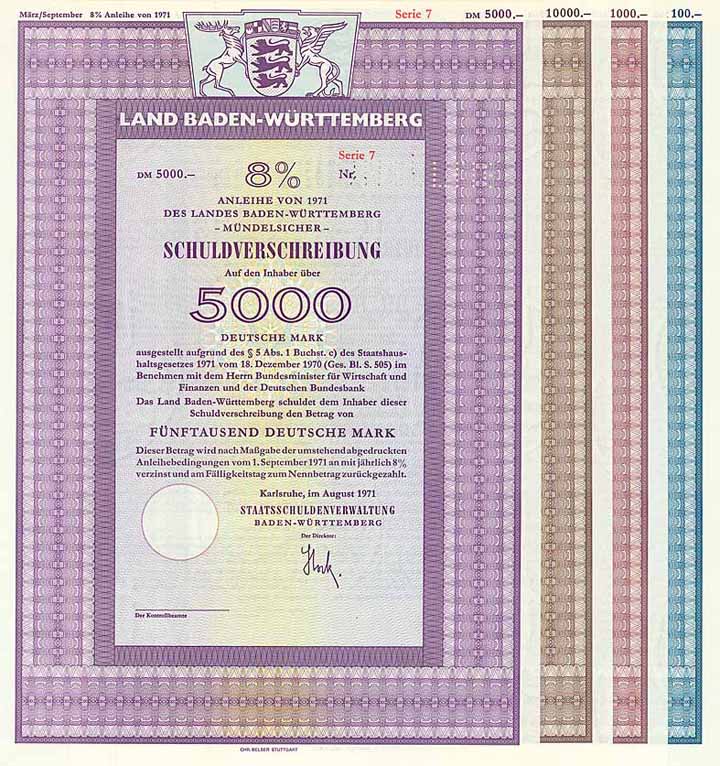 März/September 8% Anleihe von 1971 Serie 7 DM 5000.– 10000.– 1000.– 100.–
LAND BADEN-WÜRTTEMBERG
Serie 7
DM 5000.– 8% Nr.
ANLEIHE VON 1971
DES LANDES BADEN-WÜRTTEMBERG
– MÜNDELSICHER –
SCHULDVERSCHREIBUNG
Auf den Inhaber über
5000
DEUTSCHE MARK
ausgestellt aufgrund des § 5 Abs. 1 Buchst. c) des Staatshaus-
haltsgesetzes 1971 vom 18. Dezember 1970 (Ges. Bl. S. 505) im
Benehmen mit dem Herrn Bundesminister für Wirtschaft und
Finanzen und der Deutschen Bundesbank
Das Land Baden-Württemberg schuldet dem Inhaber dieser
Schuldverschreibung den Betrag von
FÜNFTAUSEND DEUTSCHE MARK
Dieser Betrag wird nach Maßgabe der umstehend abgedruckten
Anleihebedingungen vom 1. September 1971 an mit jährlich 8%
verzinst und am Fälligkeitstag zum Nennbetrag zurückgezahlt.
Karlsruhe, im August 1971
STAATSSCHULDENVERWALTUNG
BADEN-WÜRTTEMBERG
Der Direktor:
Der Kontrollbeamte
CHR. BELSER STUTTGART